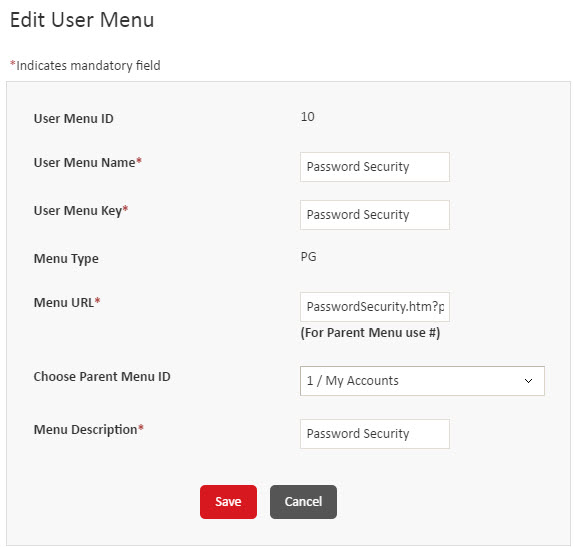 Edit User Menu
*Indicates mandatory field
User Menu ID 10
User Menu Name* Password Security
User Menu Key* Password Security
Menu Type PG
Menu URL* PasswordSecurity.htm?p
(For Parent Menu use #)
Choose Parent Menu ID 1 / My Accounts
Menu Description* Password Security
Save Cancel